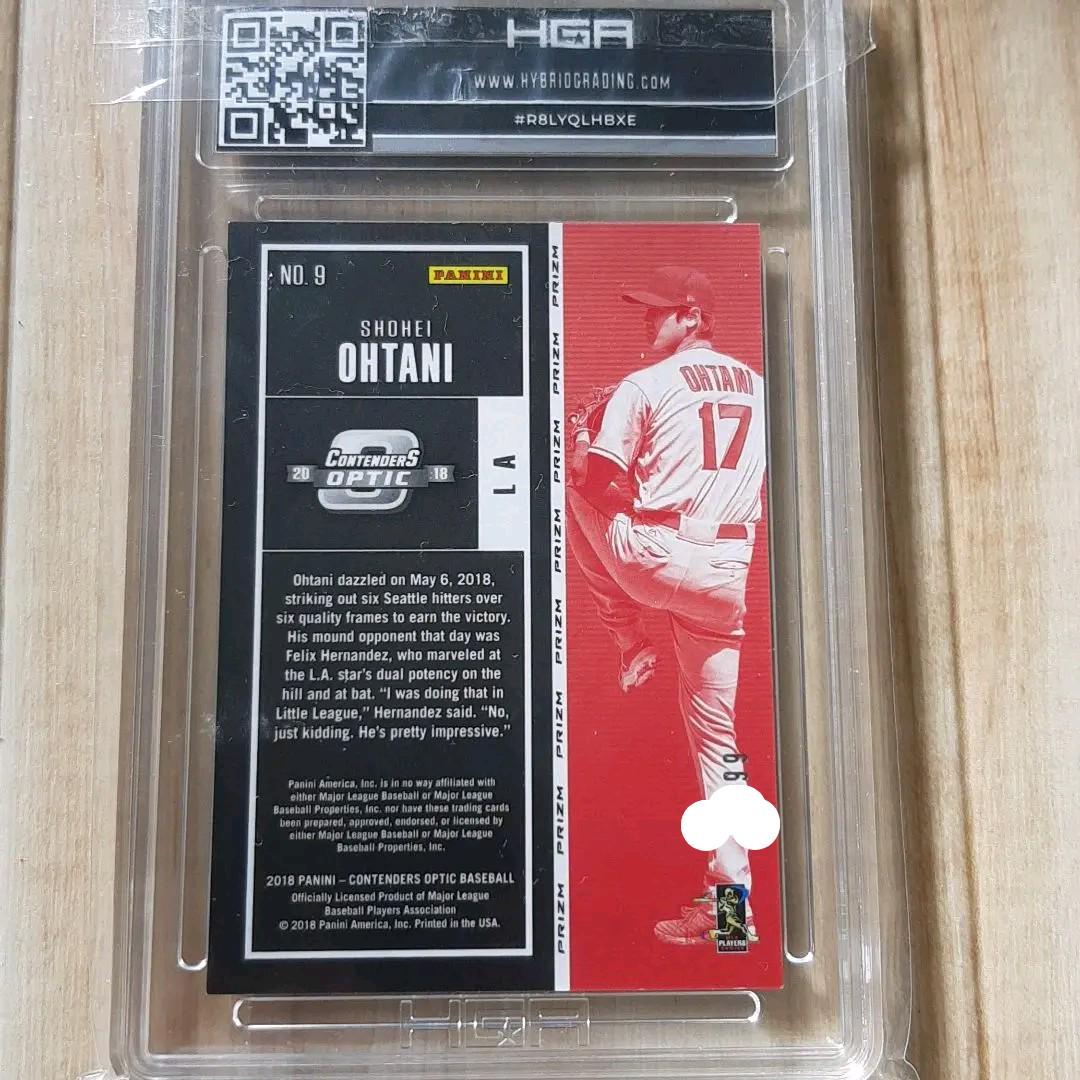 HGA
WWW.HYBRIDGRADING.COM
#R8LYQLHBXE
NO. 9
PANINI
SHOHEI
OHTANI
20 CONTENDERS 18
OPTIC
LA
Ohtani dazzled on May 6, 2018,
striking out six Seattle hitters over
six quality frames to earn the victory.
His mound opponent that day was
Felix Hernandez, who marveled at
the L.A. star's dual potency on the
hill and at bat. "I was doing that in
Little League," Hernandez said. "No,
just kidding. He's pretty impressive."
Panini America, Inc. is in no way affiliated with
either Major League Baseball or Major League
Baseball Properties, Inc. nor have these trading cards
been prepared, approved, endorsed, or licensed by
either Major League Baseball or Major League
Baseball Properties, Inc.
2018 PANINI – CONTENDERS OPTIC BASEBALL
Officially Licensed Product of Major League
Baseball Players Association
© 2018 Panini America, Inc. Printed in the USA.
PRIZM PRIZM PRIZM PRIZM PRIZM PRIZM PRIZM PRIZM
OHTANI
17
99
PLAYERS
HGA